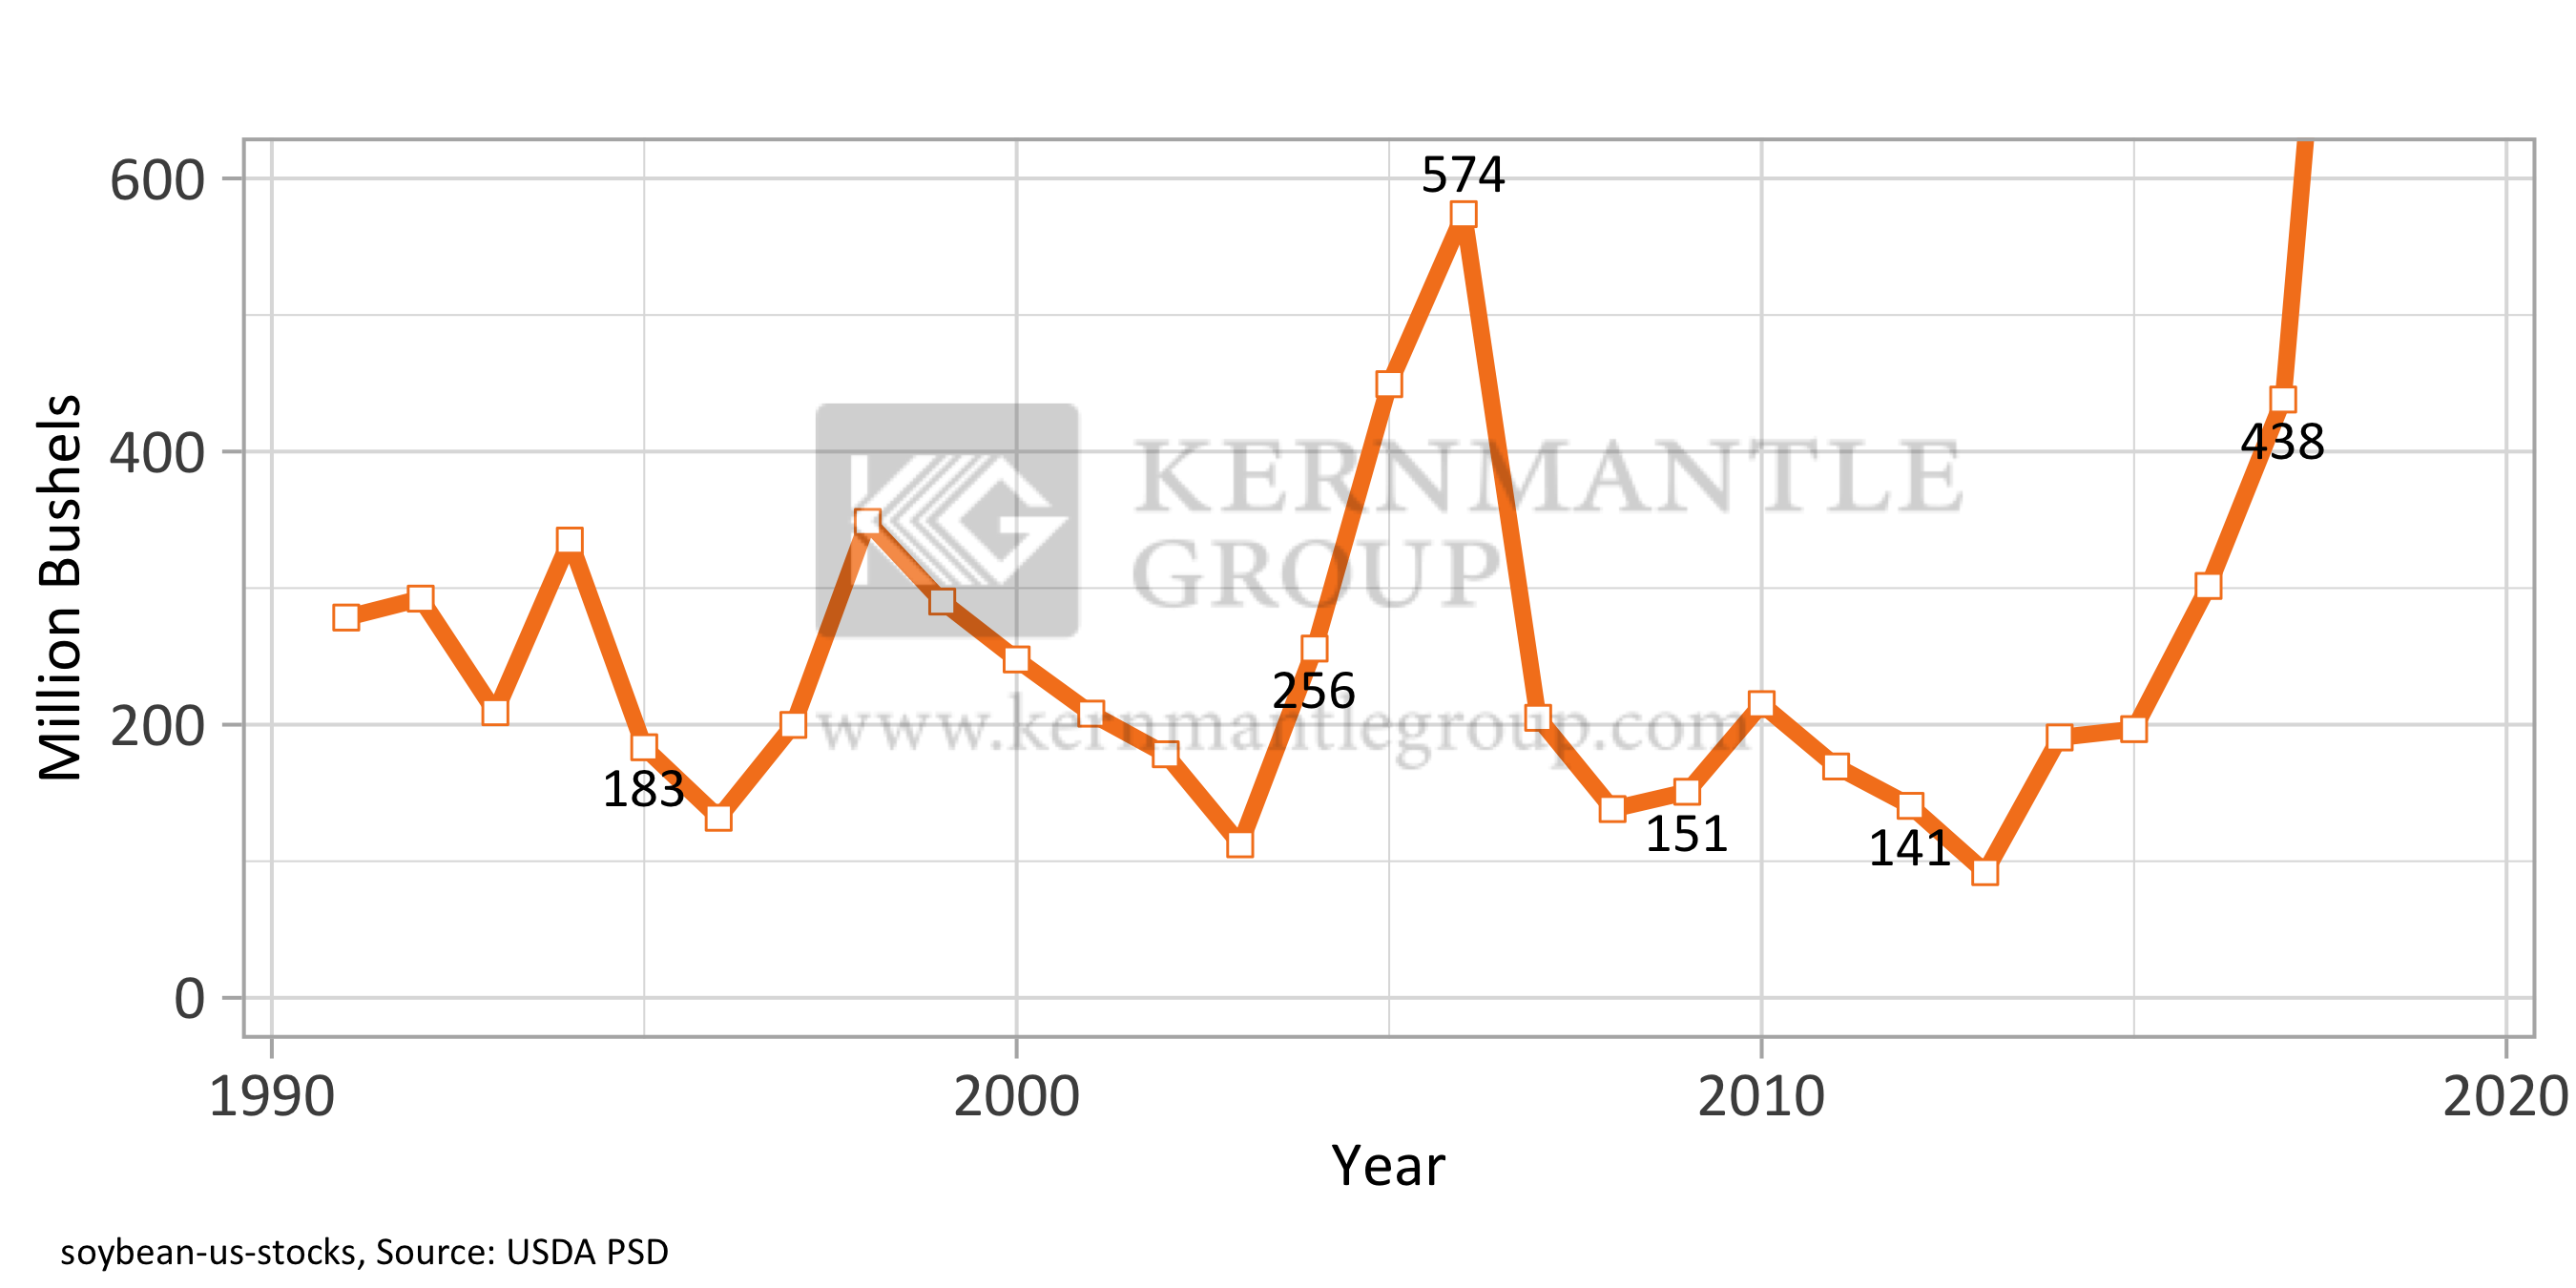 600
400
200
0
Million Bushels
574
438
256
183
151
141
KERNMANTLE
GROUP
www.kernmantlegroup.com
1990 2000 2010 2020
Year
soybean-us-stocks, Source: USDA PSD